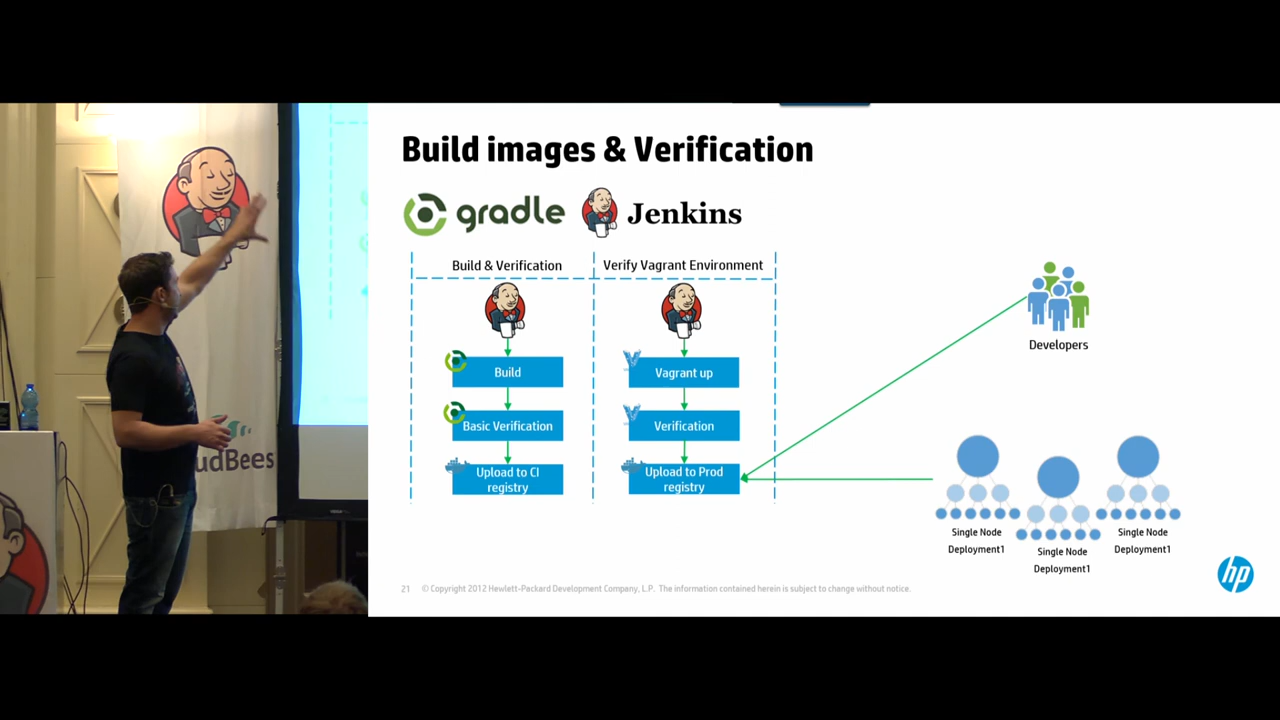 Build images & Verification
gradle
Jenkins
Build & Verification
Verify Vagrant Environment
Build
Vagrant up
Basic Verification
Verification
Upload to CI
registry
Upload to Prod
registry
Developers
Single Node
Deployment1
Single Node
Deployment1
Single Node
Deployment1
21
© Copyright 2012 Hewlett-Packard Development Company, L.P. The information contained herein is subject to change without notice.
hp
udBees